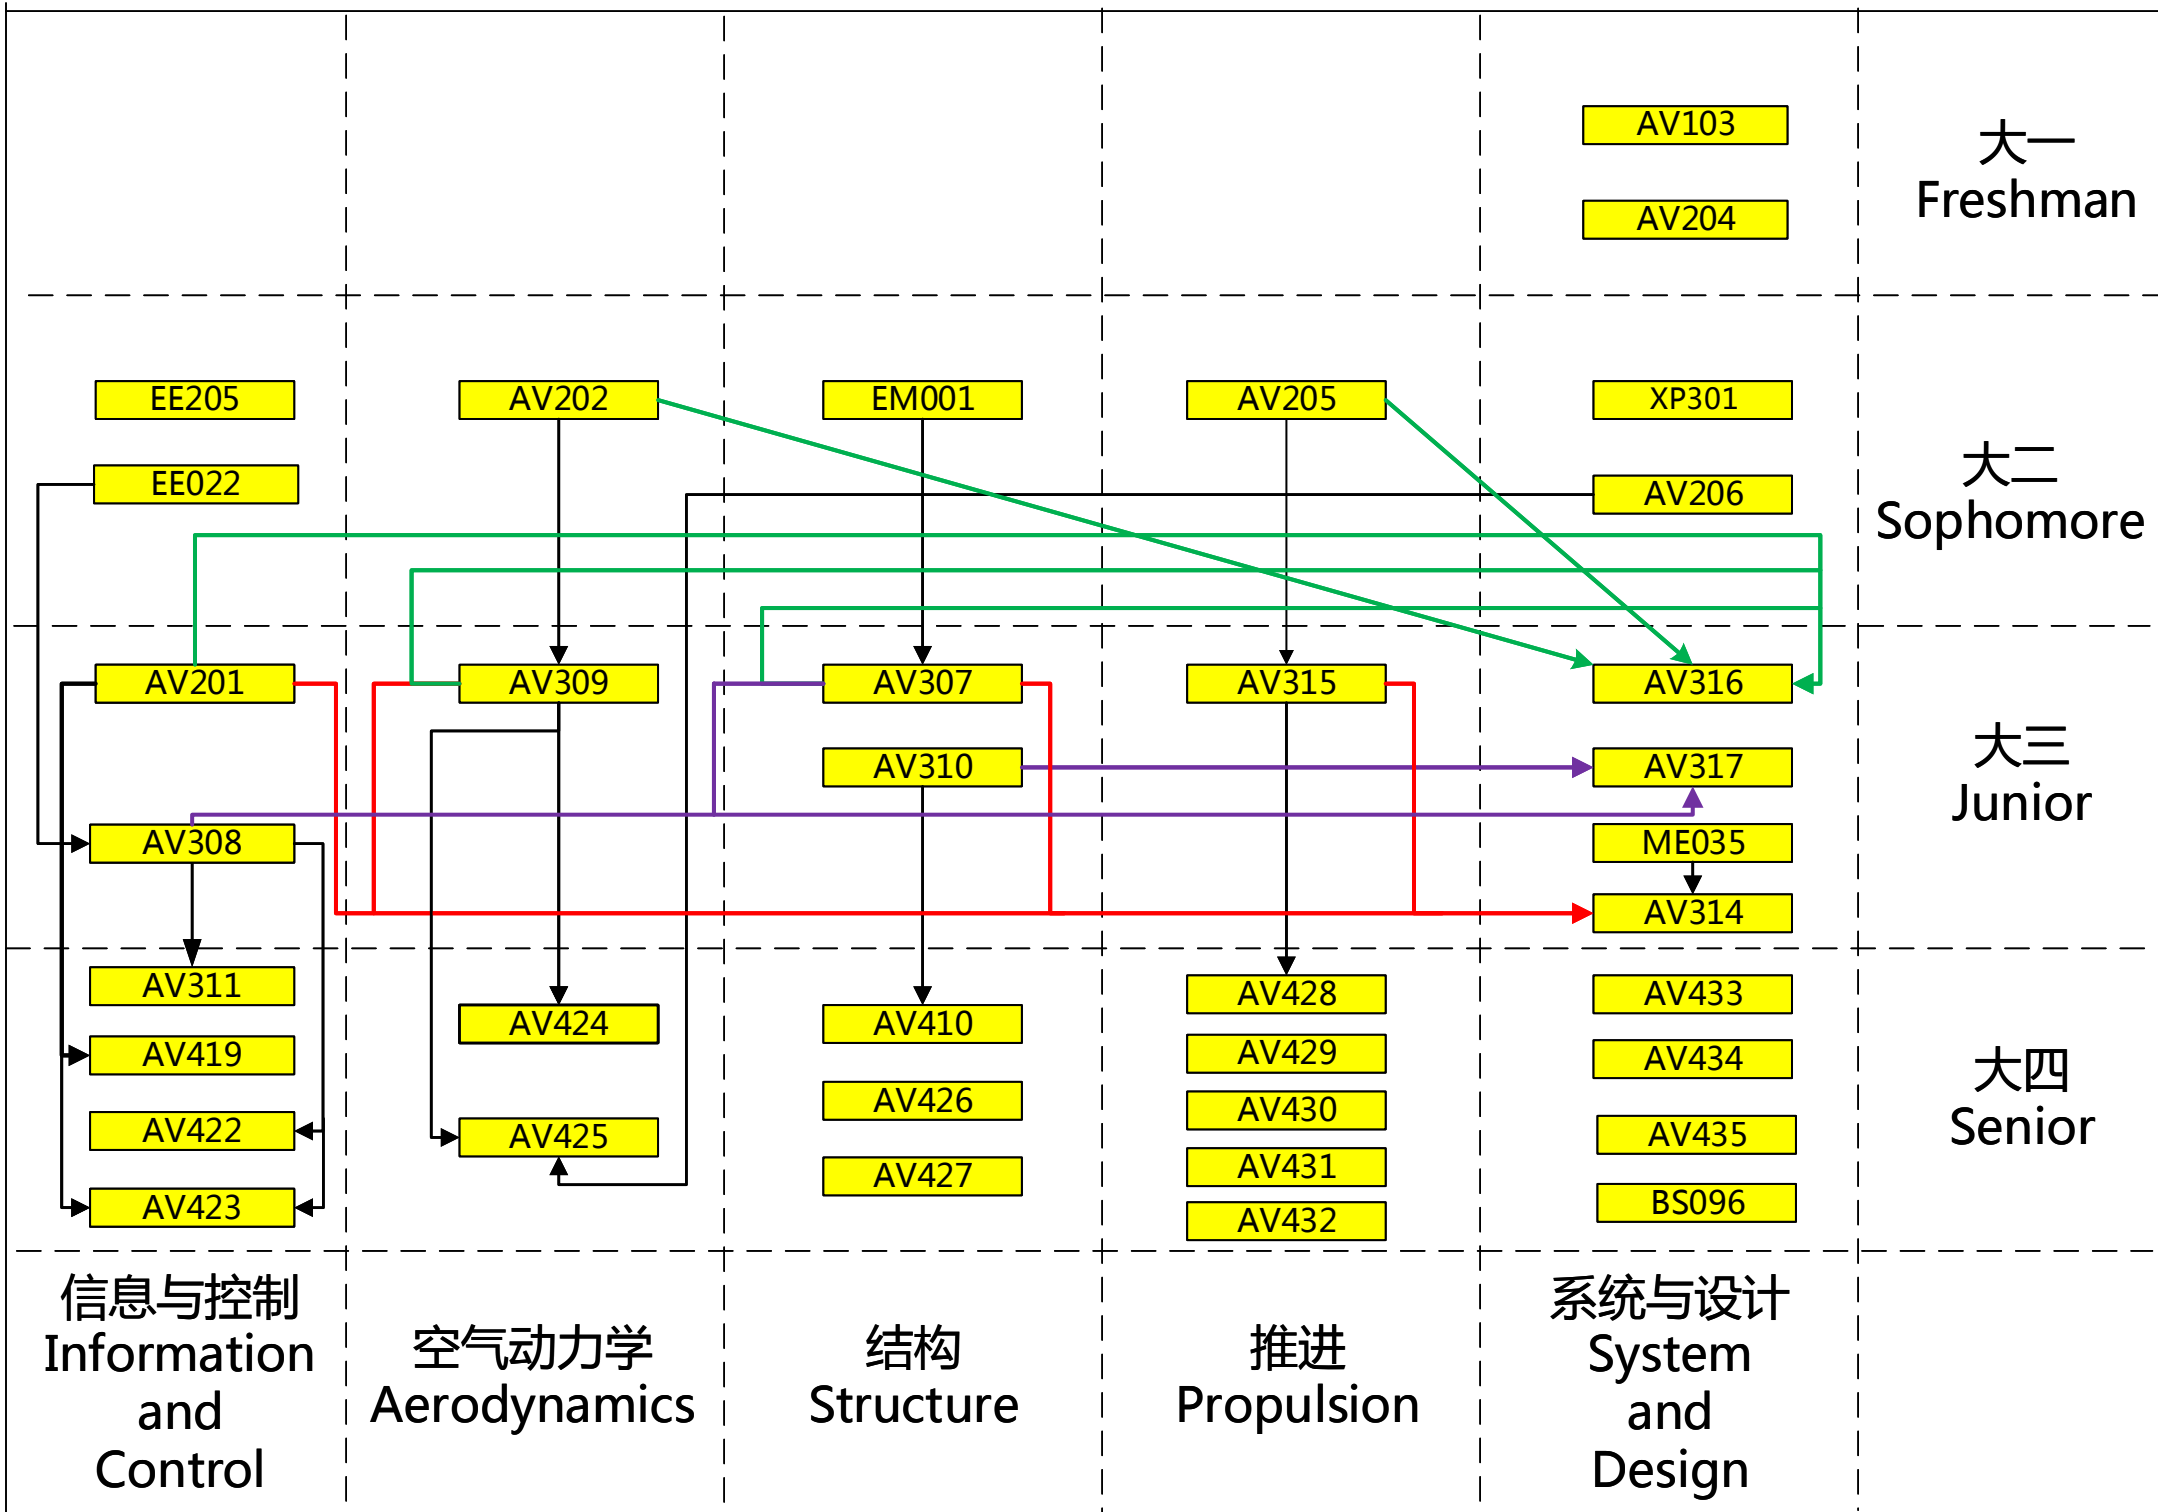 AV103
AV204
大一
Freshman
EE205
AV202
EM001
AV205
XP301
EE022
AV206
大二
Sophomore
AV201
AV309
AV307
AV315
AV316
AV310
AV317
AV308
ME035
AV314
大三
Junior
AV311
AV428
AV433
AV424
AV410
AV419
AV429
AV434
AV426
AV430
AV422
AV425
AV435
AV427
AV431
AV423
AV432
BS096
大四
Senior
信息与控制
Information
and
Control
空气动力学
Aerodynamics
结构
Structure
推进
Propulsion
系统与设计
System
and
Design